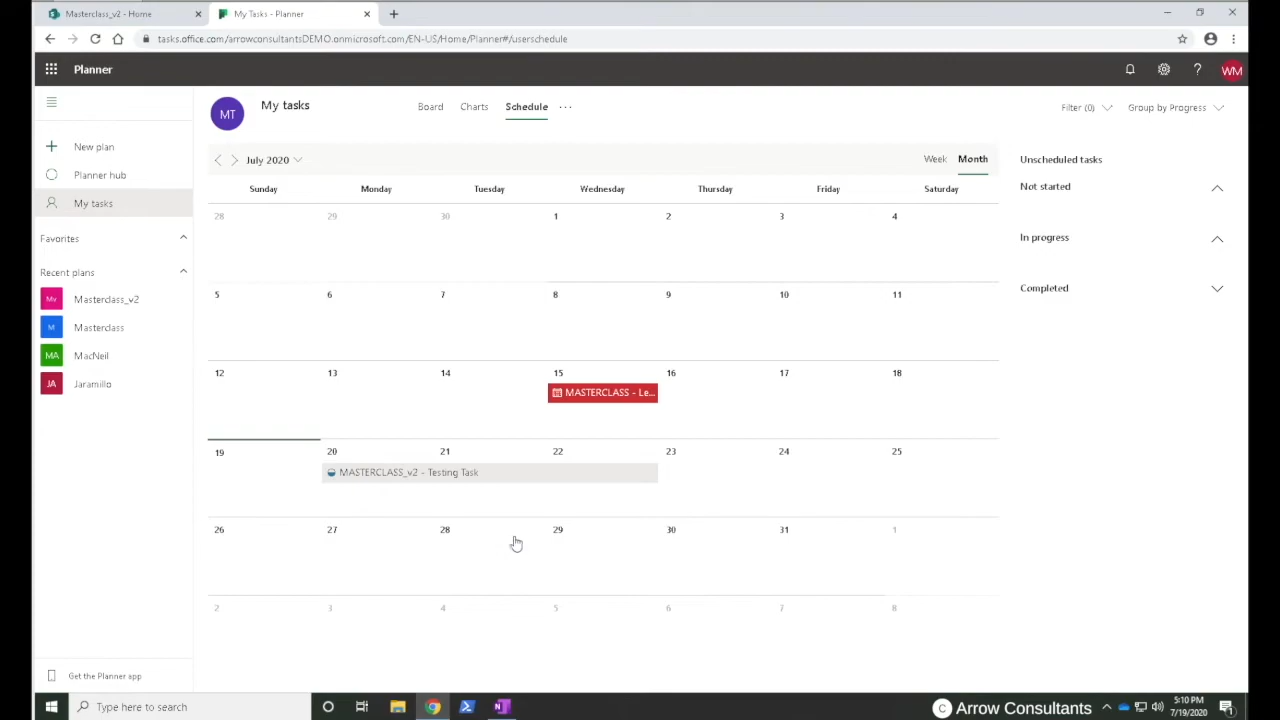 Masterclass_v2 - Home
My Tasks - Planner
tasks.office.com/arrowconsultantsDEMO.onmicrosoft.com/EN-US/Home/Planner#/userschedule
Planner
WM
MT
My tasks
Board Charts Schedule ...
Filter (0)
Group by Progress
New plan
Planner hub
My tasks
Favorites
Recent plans
Mv Masterclass_v2
M Masterclass
MA MacNeil
JA Jaramillo
Get the Planner app
July 2020
Week Month
Sunday Monday Tuesday Wednesday Thursday Friday Saturday
28 29 30 1 2 3 4
5 6 7 8 9 10 11
12 13 14 15 16 17 18
MASTERCLASS - Le...
19 20 21 22 23 24 25
MASTERCLASS_v2 - Testing Task
26 27 28 29 30 31 1
2 3 4 5 6 7 8
Unscheduled tasks
Not started
In progress
Completed
Type here to search
C Arrow Consultants
5:10 PM
7/19/2020
1